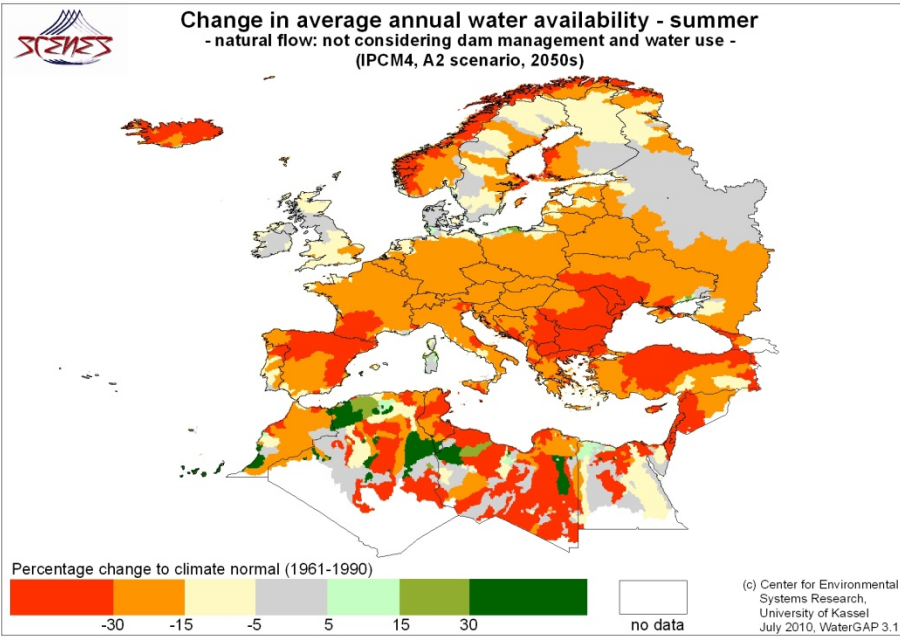 SCENES
Change in average annual water availability - summer
- natural flow: not considering dam management and water use -
(IPCM4, A2 scenario, 2050s)
Percentage change to climate normal (1961-1990)
-30 -15 -5 5 15 30
no data
(c) Center for Environmental
Systems Research,
University of Kassel
July 2010, WaterGAP 3.1